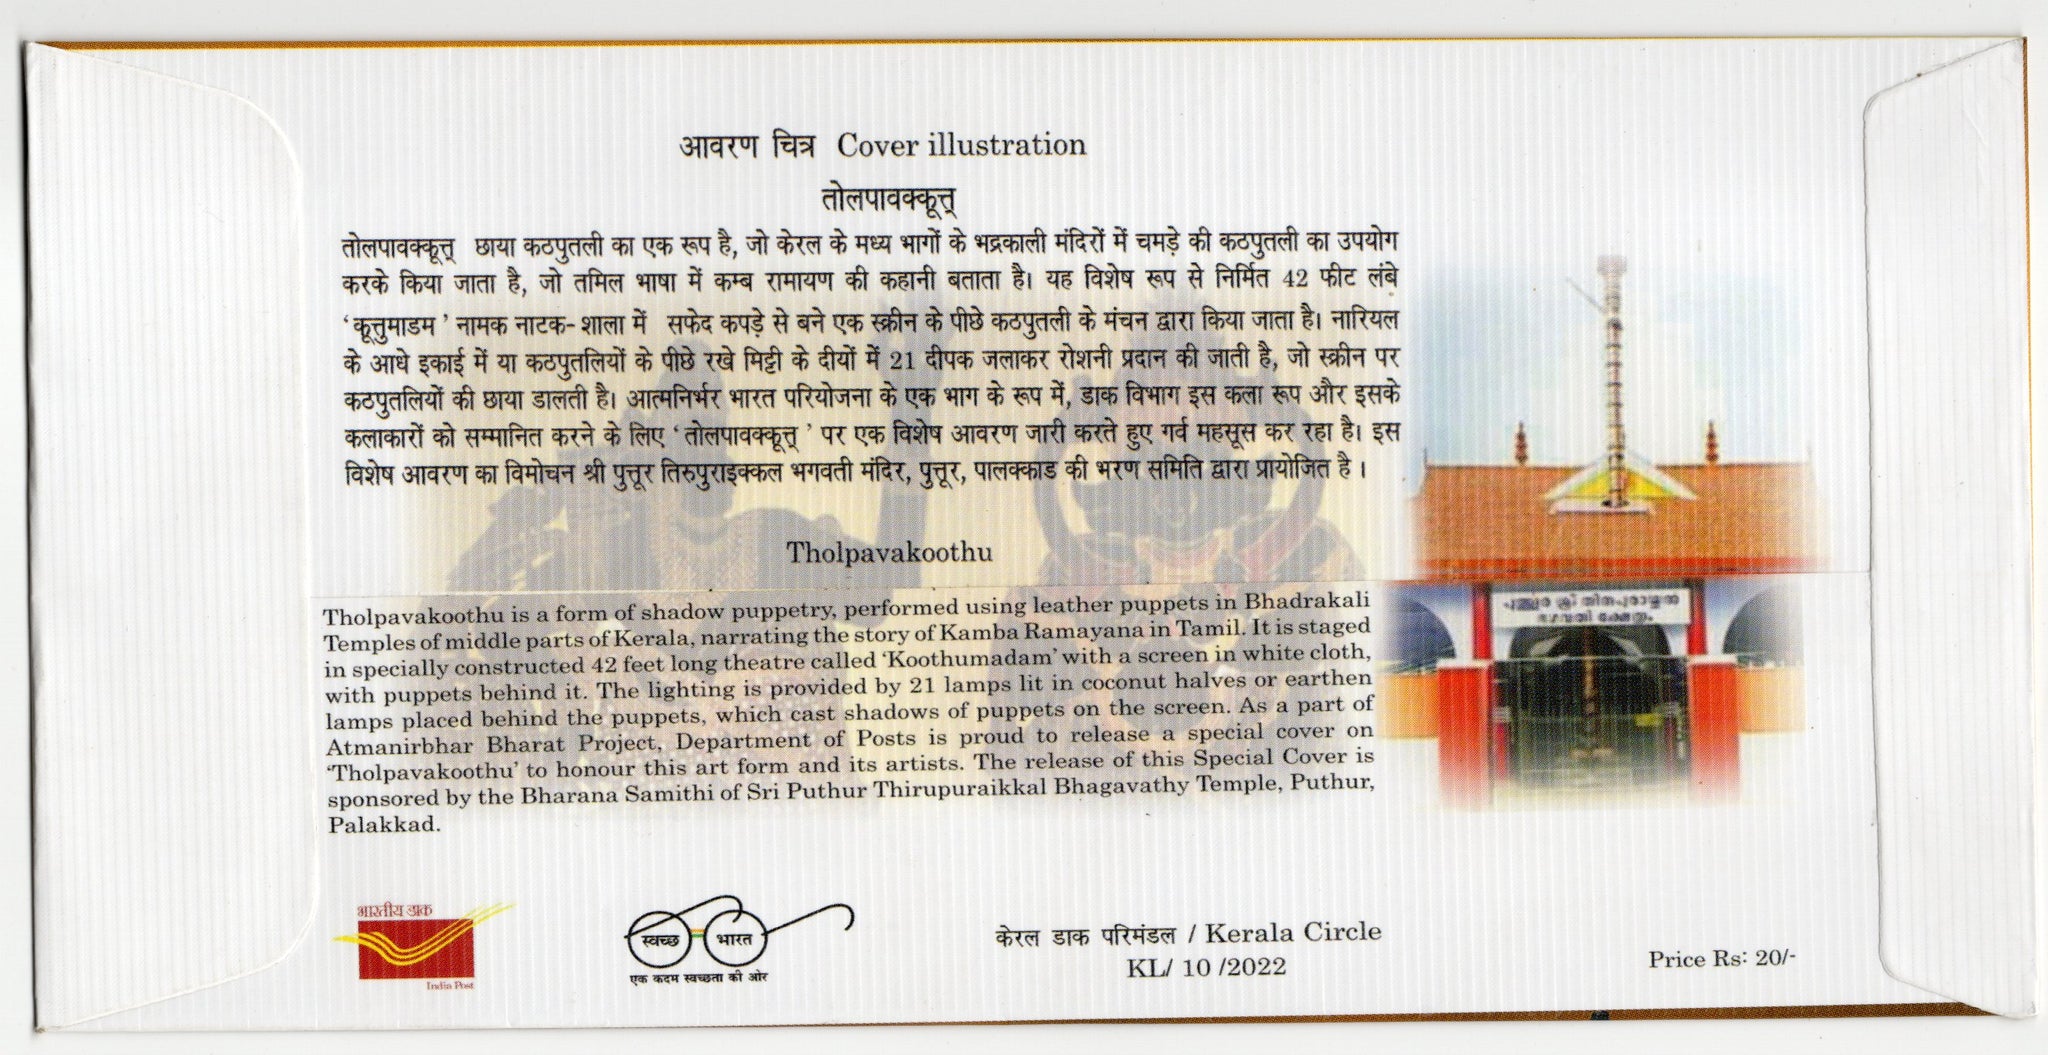 आवरण चित्र Cover illustration
तोलपावक्कूत्त्
तोलपावक्कूत्त् छाया कठपुतली का एक रूप है, जो केरल के मध्य भागों के भद्रकाली मंदिरों में चमड़े की कठपुतली का उपयोग
करके किया जाता है, जो तमिल भाषा में कम्ब रामायण की कहानी बताता है। यह विशेष रूप से निर्मित 42 फीट लंबे
‘कूत्तुमाडम’ नामक नाटक-शाला में सफेद कपड़े से बने एक स्क्रीन के पीछे कठपुतली के मंचन द्वारा किया जाता है। नारियल
के आधे इकाई में या कठपुतलियों के पीछे रखे मिट्टी के दीयों में 21 दीपक जलाकर रोशनी प्रदान की जाती है, जो स्क्रीन पर
कठपुतलियों की छाया डालती है। आत्मनिर्भर भारत परियोजना के एक भाग के रूप में, डाक विभाग इस कला रूप और इसके
कलाकारों को सम्मानित करने के लिए ‘तोलपावक्कूत्त्’ पर एक विशेष आवरण जारी करते हुए गर्व महसूस कर रहा है। इस
विशेष आवरण का विमोचन श्री पुत्तूर तिरुपुराइक्कल भगवती मंदिर, पुत्तूर, पालक्काड की भरण समिति द्वारा प्रायोजित है।
Tholpavakoothu
Tholpavakoothu is a form of shadow puppetry, performed using leather puppets in Bhadrakali
Temples of middle parts of Kerala, narrating the story of Kamba Ramayana in Tamil. It is staged
in specially constructed 42 feet long theatre called ‘Koothumadam’ with a screen in white cloth,
with puppets behind it. The lighting is provided by 21 lamps lit in coconut halves or earthen
lamps placed behind the puppets, which cast shadows of puppets on the screen. As a part of
Atmanirbhar Bharat Project, Department of Posts is proud to release a special cover on
‘Tholpavakoothu’ to honour this art form and its artists. The release of this Special Cover is
sponsored by the Bharana Samithi of Sri Puthur Thirupuraikkal Bhagavathy Temple, Puthur,
Palakkad.
പുത്തൂര ശ്രീ തിരുപുരായ്ക്കല
ഭഗവതി ക്ഷേത്രം
भारतीय डाक
India Post
स्वच्छ भारत
एक कदम स्वच्छता की ओर
केरल डाक परिमंडल / Kerala Circle
KL/ 10 /2022
Price Rs: 20/-